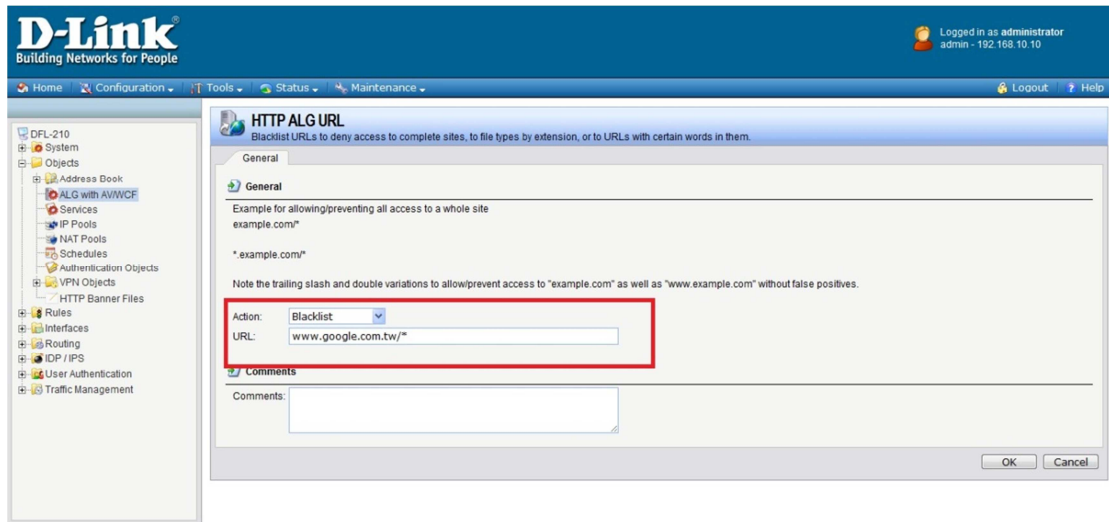 D-Link®
Building Networks for People
Logged in as administrator
admin - 192.168.10.10
Home Configuration Tools Status Maintenance Logout Help
DFL-210
System
Objects
Address Book
ALG with AV/WCF
Services
IP Pools
NAT Pools
Schedules
Authentication Objects
VPN Objects
HTTP Banner Files
Rules
Interfaces
Routing
IDP / IPS
User Authentication
Traffic Management
HTTP ALG URL
Blacklist URLs to deny access to complete sites, to file types by extension, or to URLs with certain words in them.
General
General
Example for allowing/preventing all access to a whole site
example.com/*
*.example.com/*
Note the trailing slash and double variations to allow/prevent access to "example.com" as well as "www.example.com" without false positives.
Action: Blacklist
URL: www.google.com.tw/*
Comments
Comments:
OK Cancel